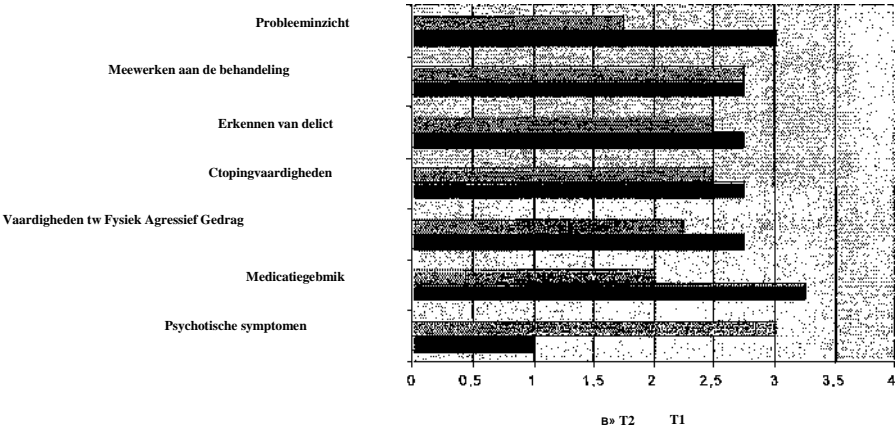 Probleeminzicht
Meewerken aan de behandeling
Erkennen van delict
Ctopingvaardigheden
Vaardigheden tw Fysiek Agressief Gedrag
Medicatiegebmik
Psychotische symptomen
0 0,5 1 1,5 2 2,5 3 3,5 4
B» T2 T1